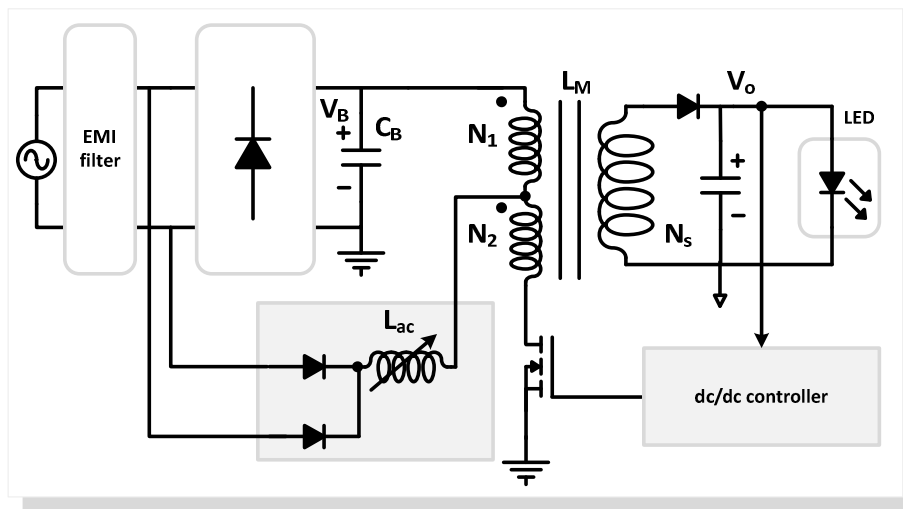 EMI
filter
V_B
+
C_B
−
N_1
N_2
L_M
N_s
V_o
+
−
LED
L_ac
dc/dc controller